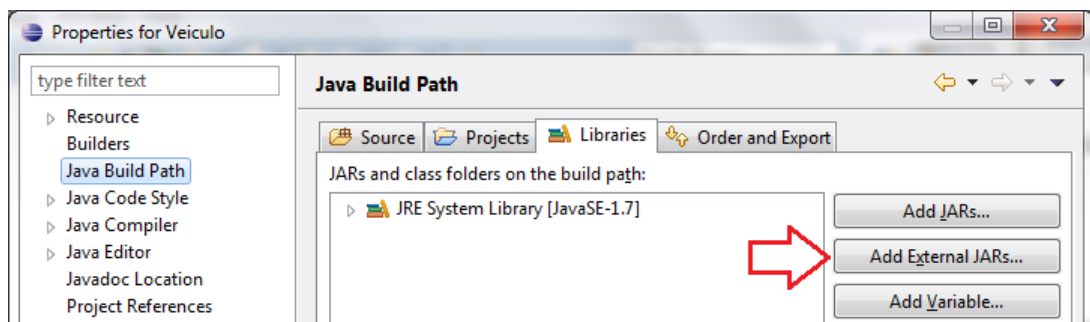 Properties for Veiculo
type filter text
Resource
Builders
Java Build Path
Java Code Style
Java Compiler
Java Editor
Javadoc Location
Project References
Java Build Path
Source Projects Libraries Order and Export
JARs and class folders on the build path:
JRE System Library [JavaSE-1.7]
Add JARs...
Add External JARs...
Add Variable...